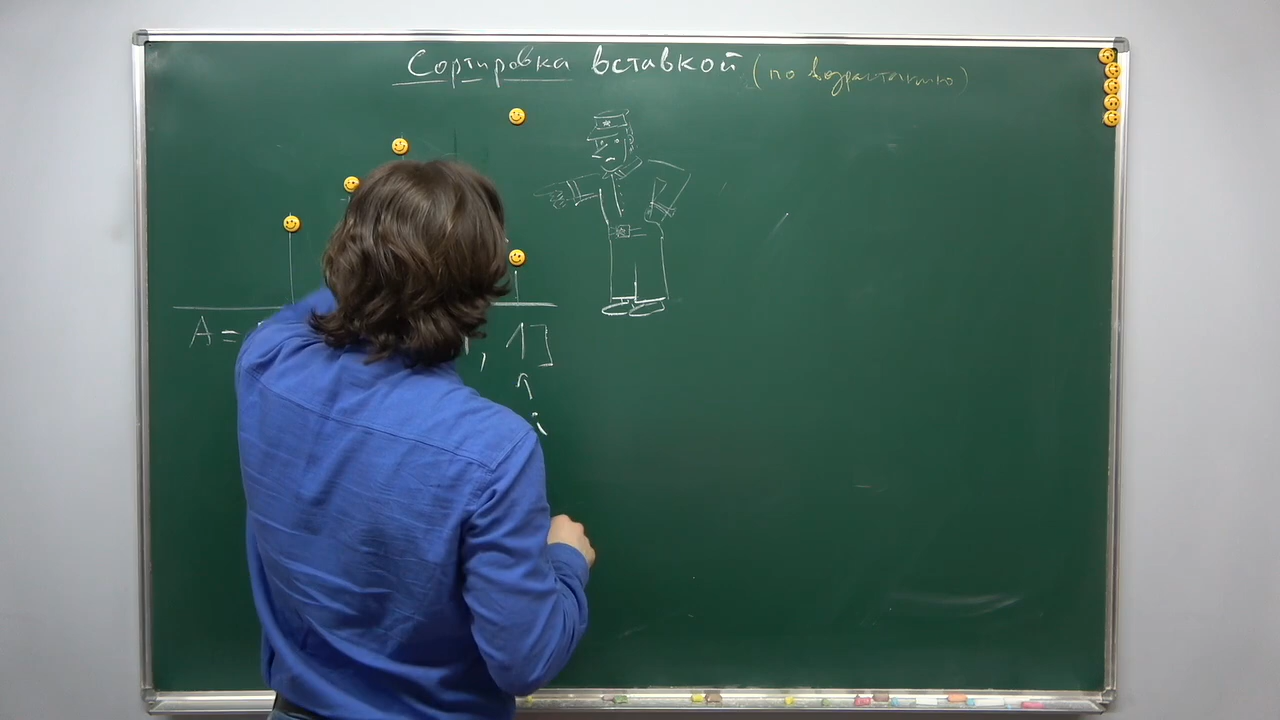 Сортировка вставкой (по возрастанию)
A =
, 1]
i